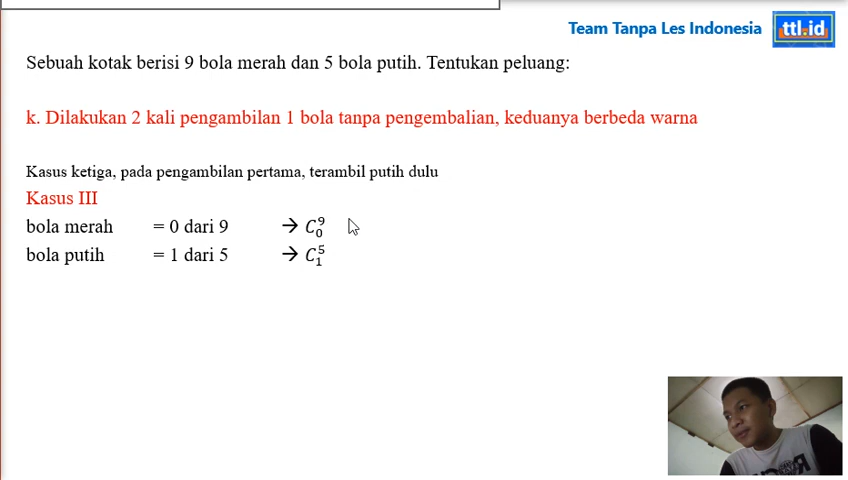 Team Tanpa Les Indonesia ttl.id
Sebuah kotak berisi 9 bola merah dan 5 bola putih. Tentukan peluang:
k. Dilakukan 2 kali pengambilan 1 bola tanpa pengembalian, keduanya berbeda warna
Kasus ketiga, pada pengambilan pertama, terambil putih dulu
Kasus III
bola merah = 0 dari 9 → C₀⁹
bola putih = 1 dari 5 → C₁⁵